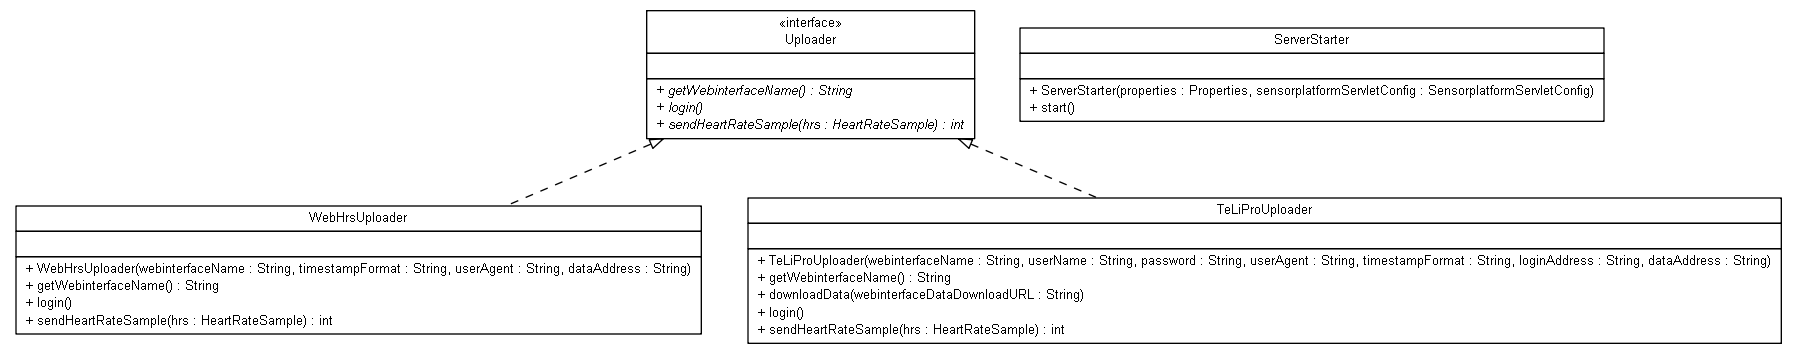 «interface»
Uploader
+ getWebinterfaceName() : String
+ login()
+ sendHeartRateSample(hrs : HeartRateSample) : int
ServerStarter
+ ServerStarter(properties : Properties, sensorplatformServletConfig : SensorplatformServletConfig)
+ start()
WebHrsUploader
+ WebHrsUploader(webinterfaceName : String, timestampFormat : String, userAgent : String, dataAddress : String)
+ getWebinterfaceName() : String
+ login()
+ sendHeartRateSample(hrs : HeartRateSample) : int
TeLiProUploader
+ TeLiProUploader(webinterfaceName : String, userName : String, password : String, userAgent : String, timestampFormat : String, loginAddress : String, dataAddress : String)
+ getWebinterfaceName() : String
+ downloadData(webinterfaceDataDownloadURL : String)
+ login()
+ sendHeartRateSample(hrs : HeartRateSample) : int